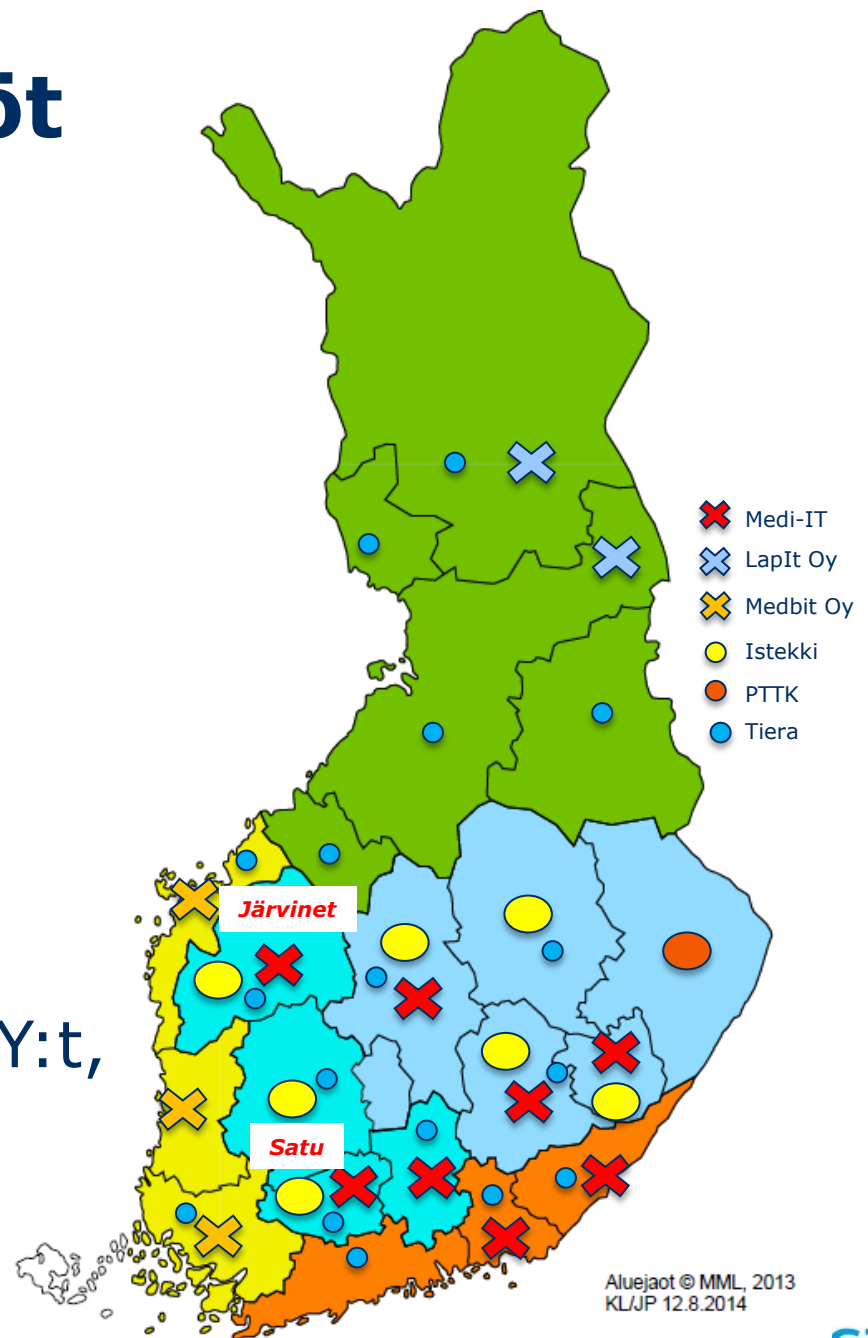 öt
Medi-IT
LapIt Oy
Medbit Oy
Istekki
PTTK
Tiera
Järvinet
Y:t,
Satu
Aluejaot © MML, 2013
KL/JP 12.8.2014